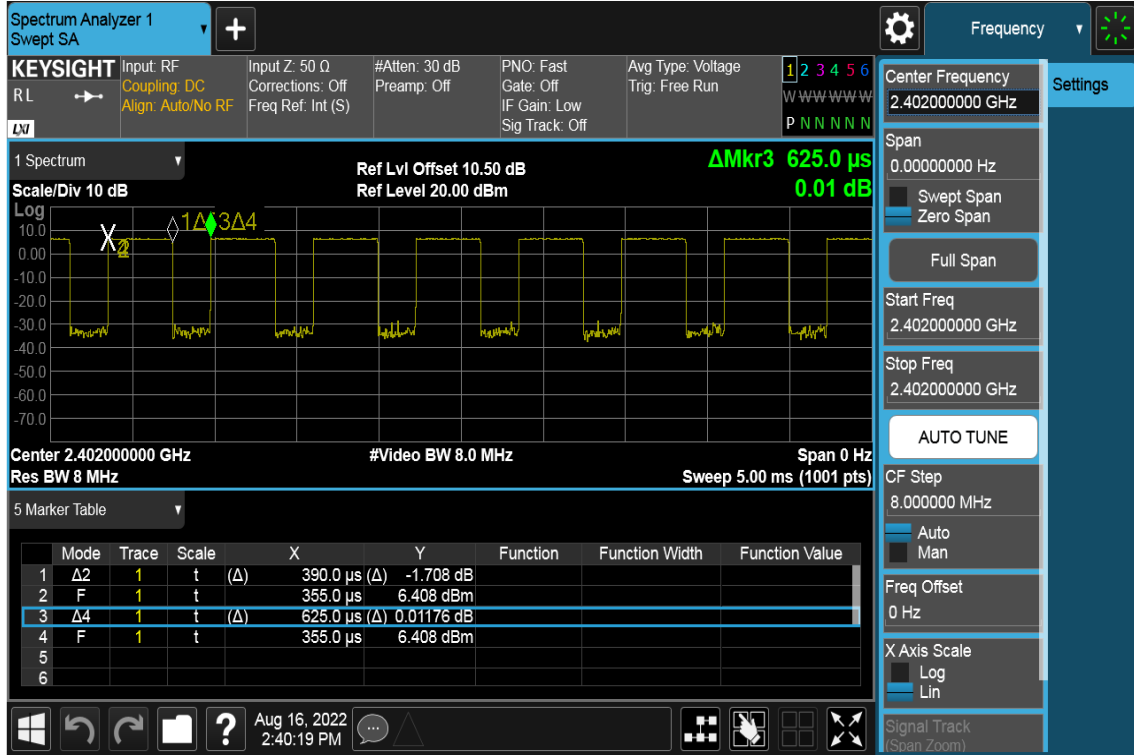 Spectrum Analyzer 1
Swept SA
Frequency
KEYSIGHT
RL
LXI
Input: RF
Coupling: DC
Align: Auto/No RF
Input Z: 50 Ω
Corrections: Off
Freq Ref: Int (S)
#Atten: 30 dB
Preamp: Off
PNO: Fast
Gate: Off
IF Gain: Low
Sig Track: Off
Avg Type: Voltage
Trig: Free Run
1 2 3 4 5 6
W W W W W W
P N N N N N
1 Spectrum
Scale/Div 10 dB
Ref Lvl Offset 10.50 dB
Ref Level 20.00 dBm
ΔMkr3 625.0 µs
0.01 dB
Log
10.0
0.00
-10.0
-20.0
-30.0
-40.0
-50.0
-60.0
-70.0
3Δ4
Center 2.402000000 GHz
#Video BW 8.0 MHz
Span 0 Hz
Res BW 8 MHz
Sweep 5.00 ms (1001 pts)
5 Marker Table
Mode Trace Scale X Y Function Function Width Function Value
1 Δ2 1 t (Δ) 390.0 µs (Δ) -1.708 dB
2 F 1 t 355.0 µs 6.408 dBm
3 Δ4 1 t (Δ) 625.0 µs (Δ) 0.01176 dB
4 F 1 t 355.0 µs 6.408 dBm
5
6
Aug 16, 2022
2:40:19 PM
Center Frequency
2.402000000 GHz
Span
0.00000000 Hz
Swept Span
Zero Span
Full Span
Start Freq
2.402000000 GHz
Stop Freq
2.402000000 GHz
AUTO TUNE
CF Step
8.000000 MHz
Auto
Man
Freq Offset
0 Hz
X Axis Scale
Log
Lin
Signal Track
(Span Zoom)
Settings